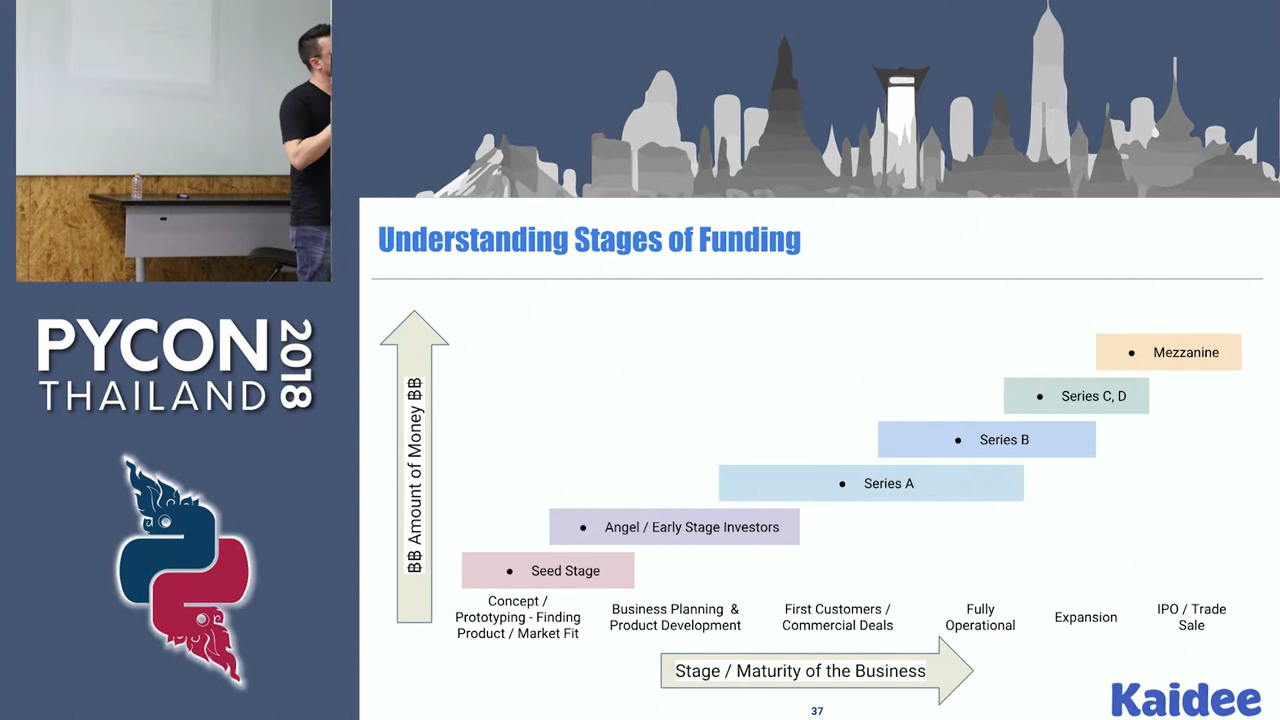 PYCON
THAILAND
2018
Understanding Stages of Funding
฿฿ Amount of Money ฿฿
• Mezzanine
• Series C, D
• Series B
• Series A
• Angel / Early Stage Investors
• Seed Stage
Concept /
Prototyping - Finding
Product / Market Fit
Business Planning &
Product Development
First Customers /
Commercial Deals
Fully
Operational
Expansion
IPO / Trade
Sale
Stage / Maturity of the Business
37
Kaidee